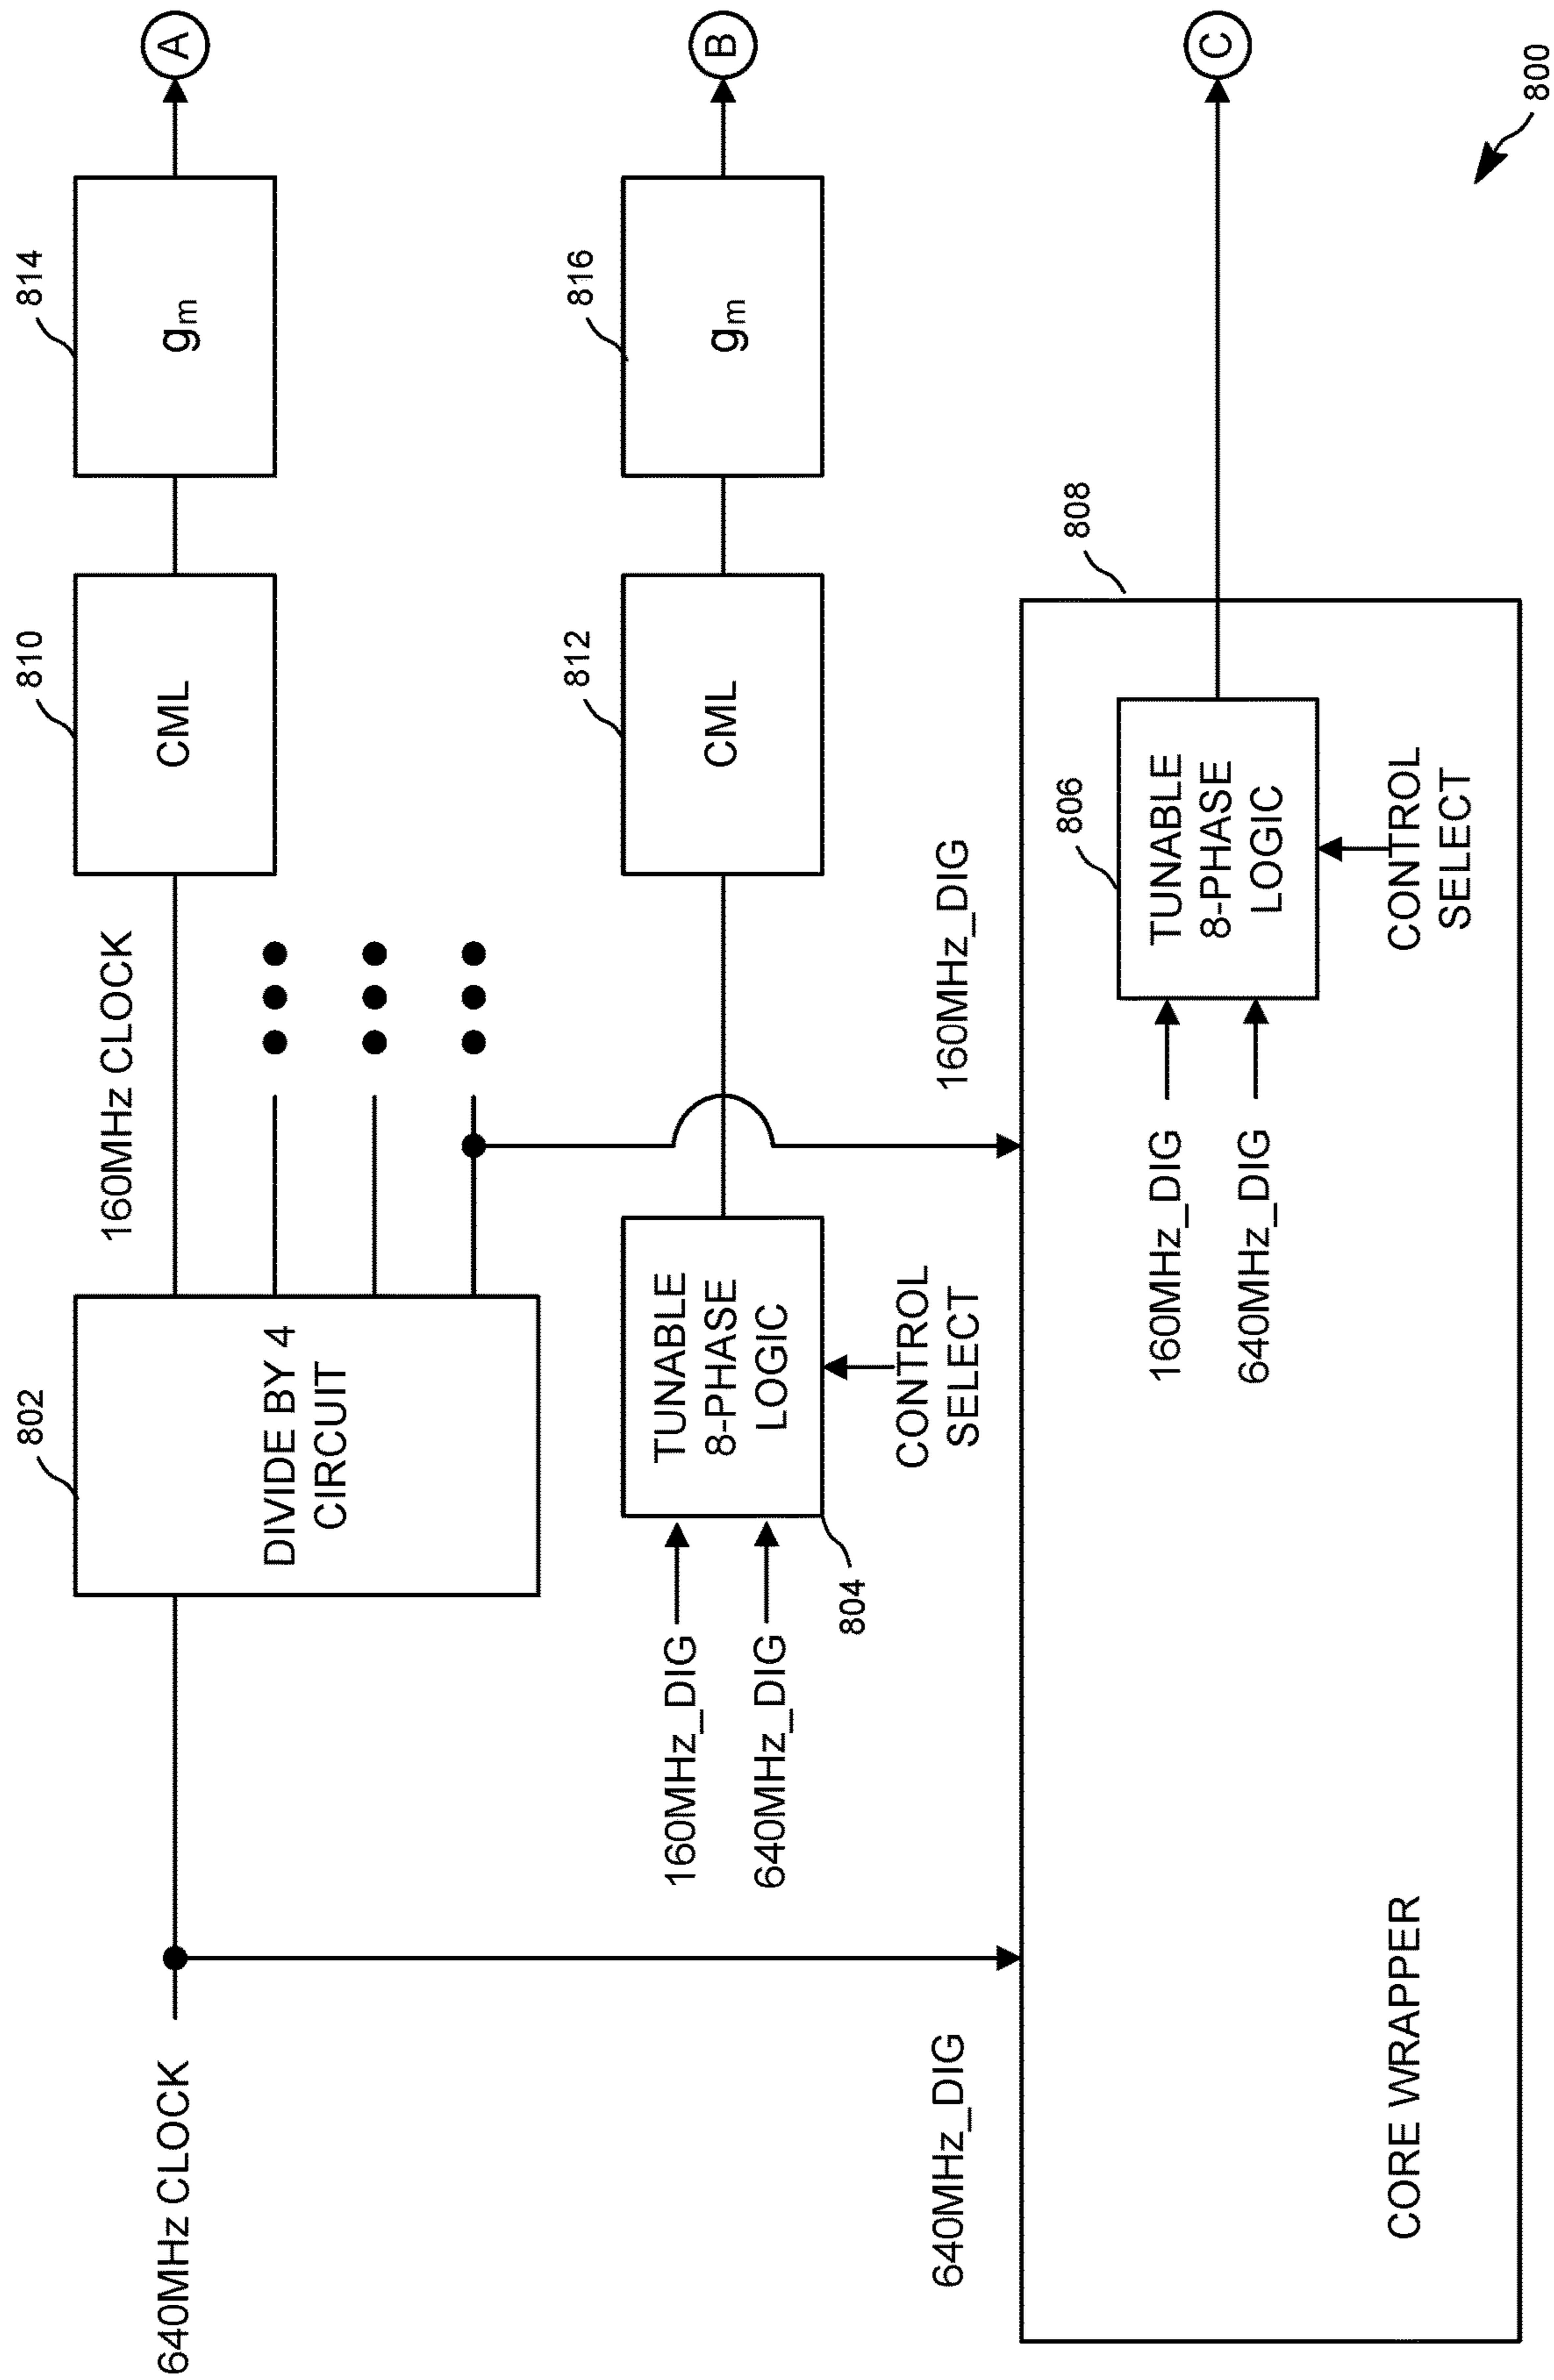 640MHz CLOCK
802
DIVIDE BY 4
CIRCUIT
160MHz CLOCK
810
CML
814
gm
A
160MHz_DIG
640MHz_DIG
804
TUNABLE
8-PHASE
LOGIC
CONTROL
SELECT
812
CML
816
gm
B
640MHz_DIG
160MHz_DIG
808
CORE WRAPPER
160MHz_DIG
640MHz_DIG
806
TUNABLE
8-PHASE
LOGIC
CONTROL
SELECT
C
800